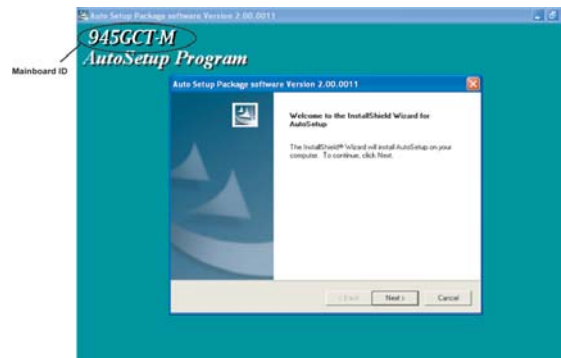 Auto Setup Package software Version 2.00.0011
945GCT-M
AutoSetup Program
Mainboard ID
Auto Setup Package software Version 2.00.0011
Welcome to the InstallShield Wizard for
AutoSetup
The InstallShield® Wizard will install AutoSetup on your
computer. To continue, click Next.
< Back
Next >
Cancel